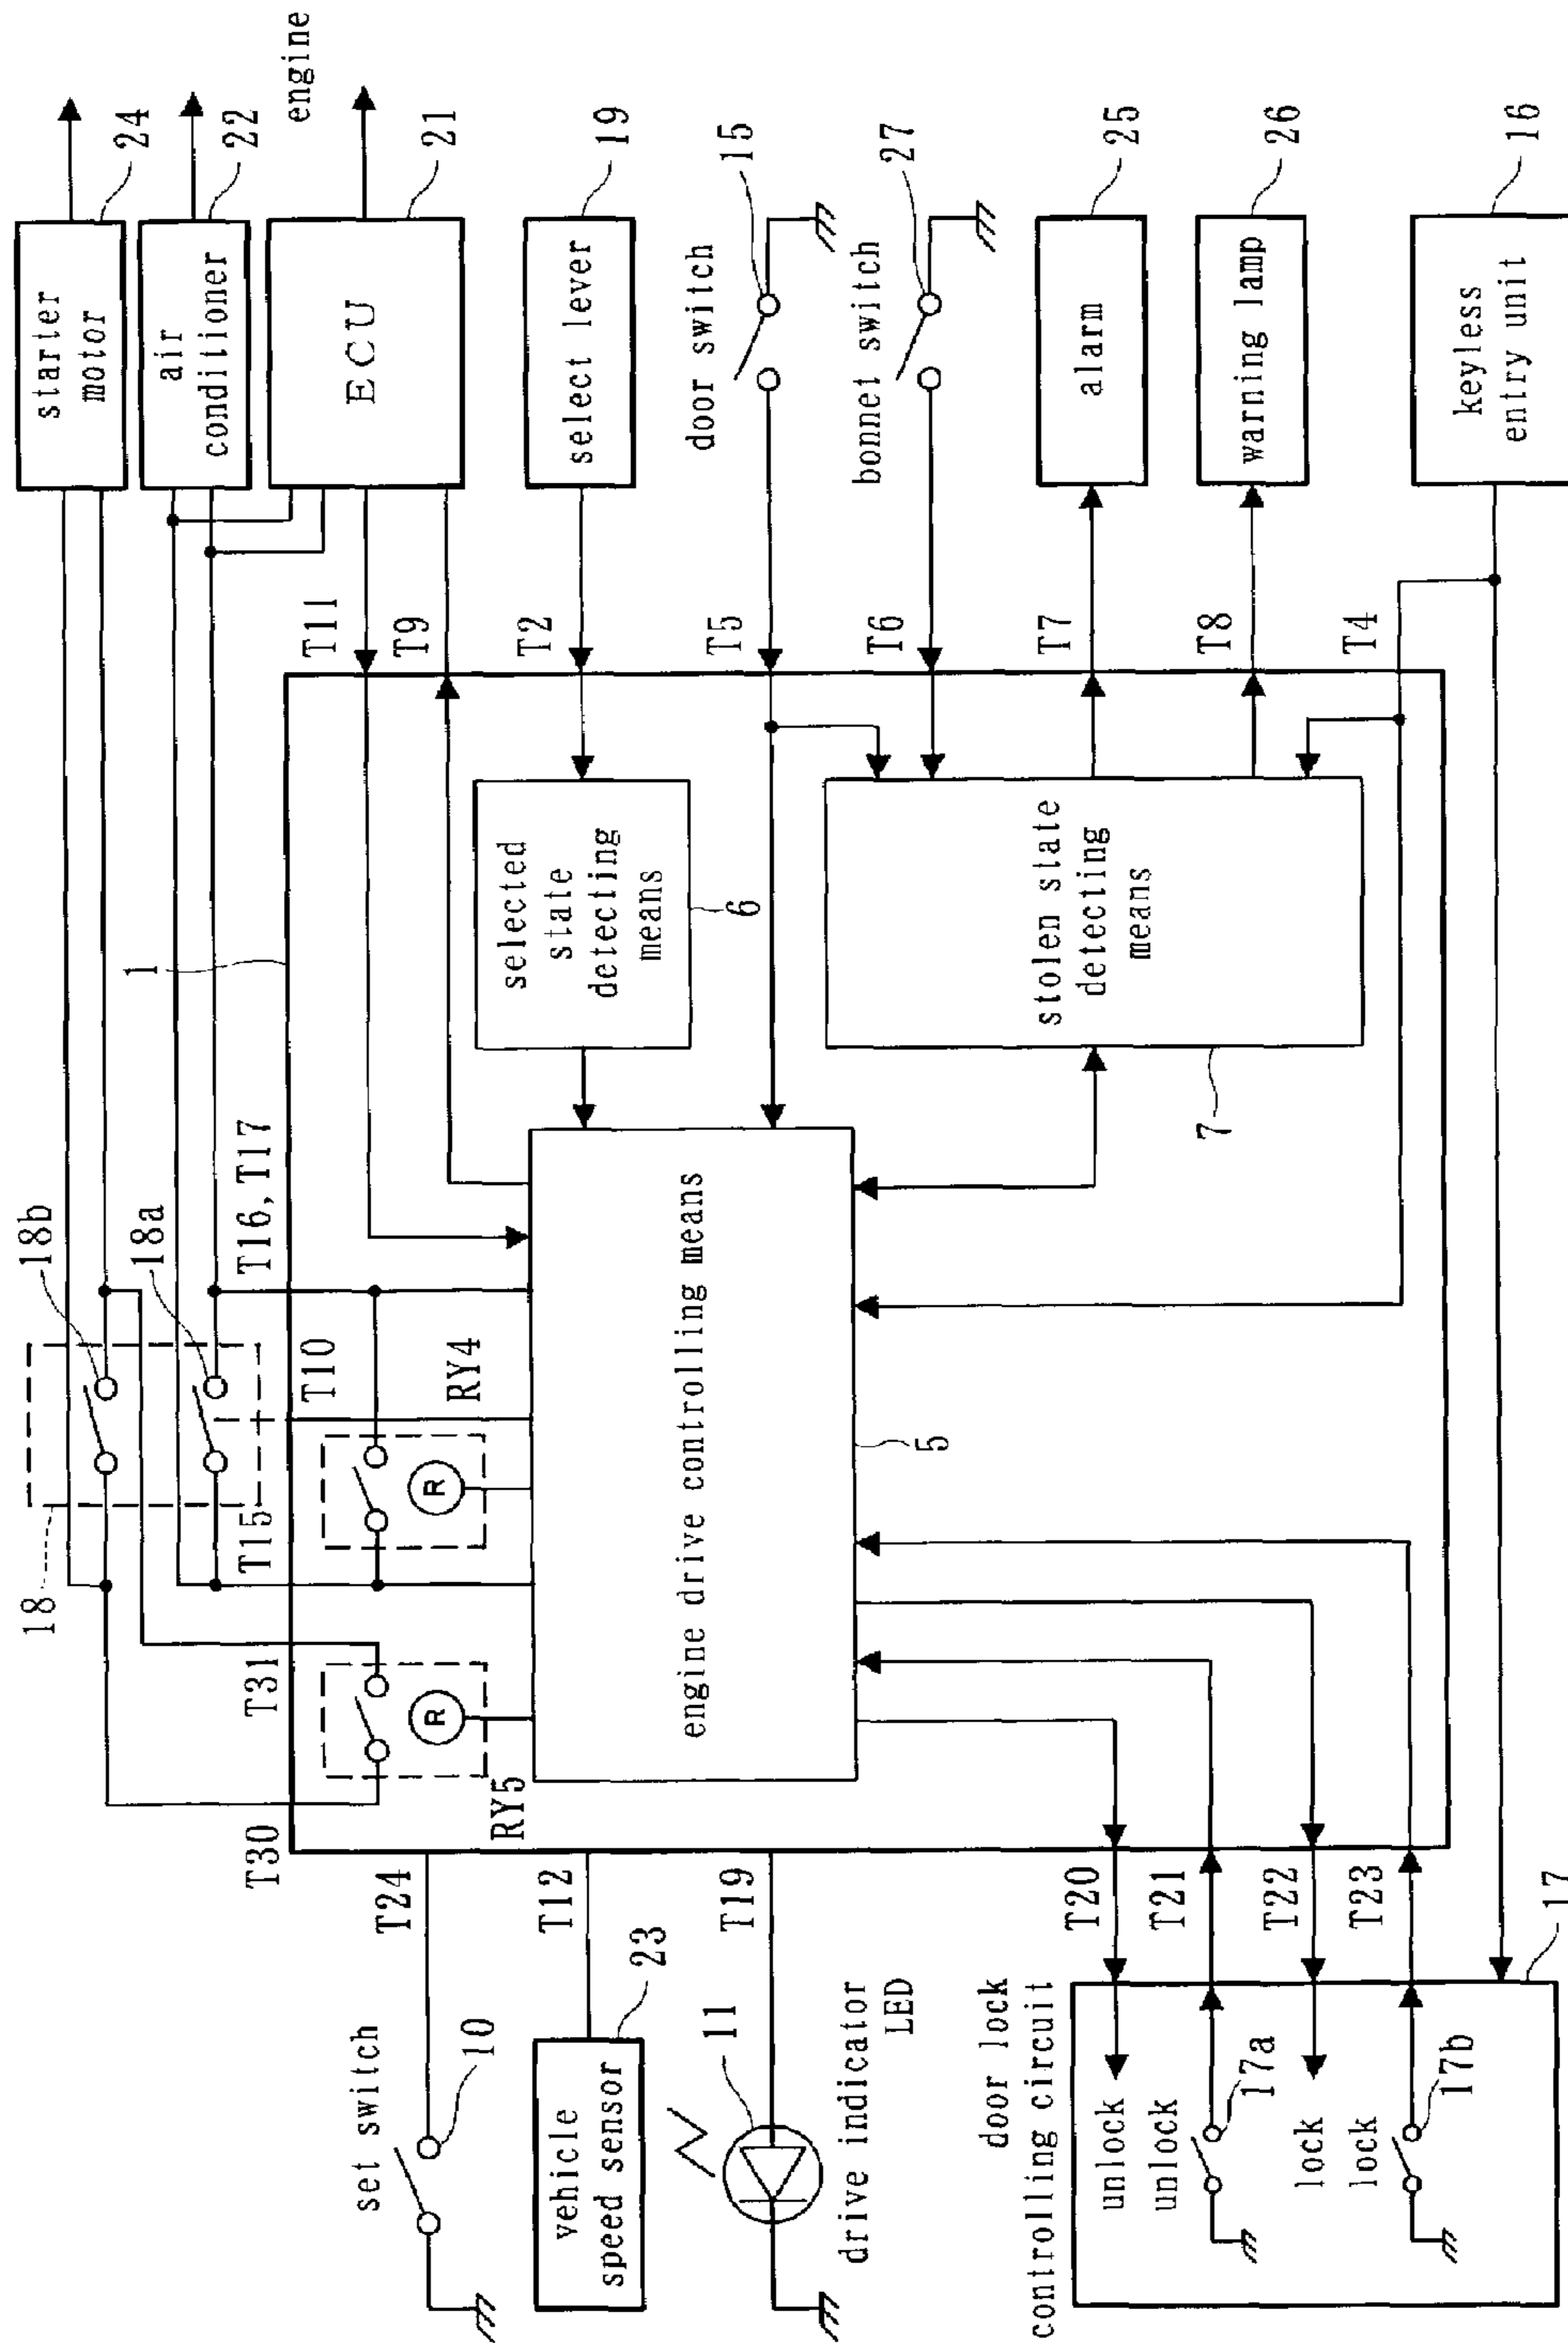 starter
motor
24
air
conditioner
22
engine
ECU
21
select lever
19
door switch
15
bonnet switch
27
alarm
25
warning lamp
26
keyless
entry unit
16
T11
T9
T2
T5
T6
T7
T8
T4
1
selected
state
detecting
means
6
stolen state
detecting
means
7
18b
18a
T16, T17
T10
RY4
R
18
T15
T31
R
RY5
T30
engine drive controlling means
5
T24
T12
T19
T20
T21
T22
T23
set switch
10
vehicle
speed sensor
23
11
drive indicator
LED
door lock
controlling circuit
17
unlock
unlock
17a
lock
lock
17b